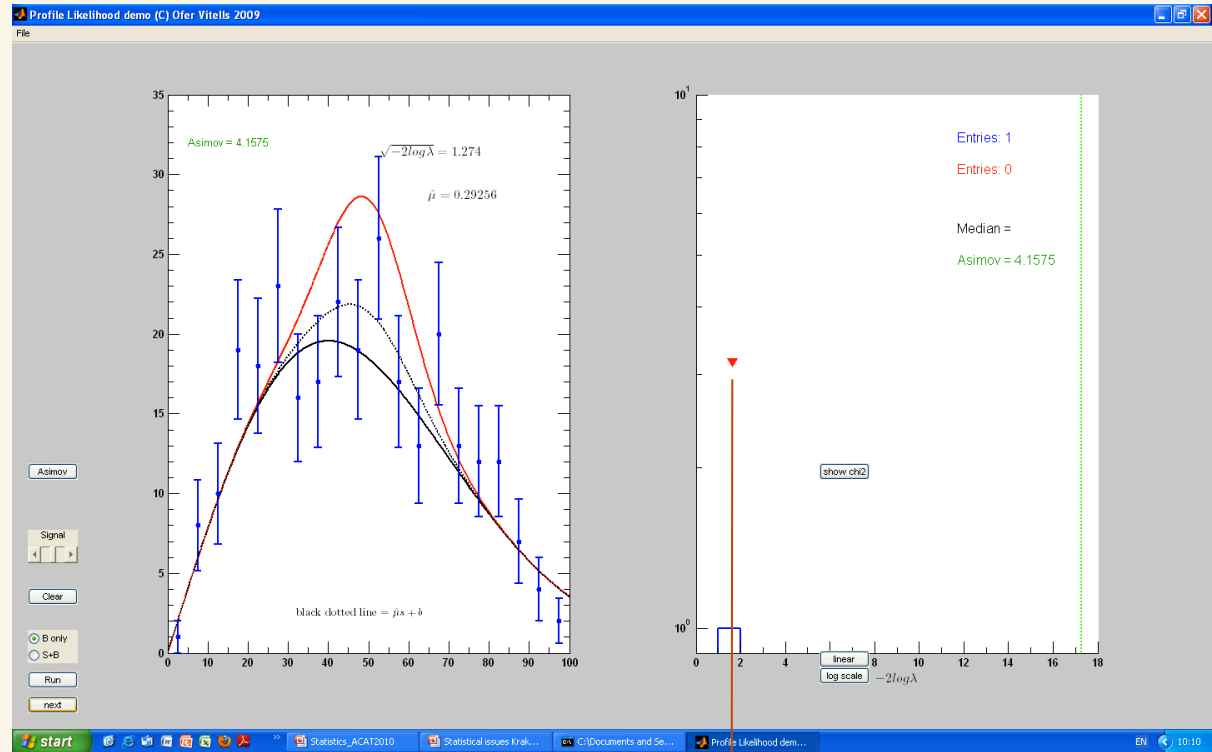 Profile Likelihood demo (C) Ofer Vitells 2009
File
Asimov = 4.1575
√−2logλ = 1.274
μ̂ = 0.29256
35
30
25
20
15
10
5
0
0 10 20 30 40 50 60 70 80 90 100
black dotted line = μ̂s + b
Asimov
Signal
Clear
B only
S+B
Run
next
10¹
10⁰
Entries: 1
Entries: 0
Median =
Asimov = 4.1575
show chi2
0 2 4 6 8 10 12 14 16 18
linear
log scale
−2logλ
start
Statistics_ACAT2010
Statistical issues Krak...
C:\Documents and Se...
Profile Likelihood dem...
EN
10:10